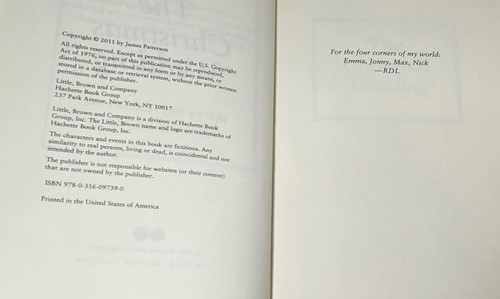 Copyright © 2011 by James Patterson
All rights reserved. Except as permitted under the U.S. Copyright
Act of 1976, no part of this publication may be reproduced,
distributed, or transmitted in any form or by any means, or
stored in a database or retrieval system, without the prior written
permission of the publisher.
Little, Brown and Company
Hachette Book Group
237 Park Avenue, New York, NY 10017
Little, Brown and Company is a division of Hachette Book
Group, Inc. The Little, Brown name and logo are trademarks of
Hachette Book Group, Inc.
The characters and events in this book are fictitious. Any
similarity to real persons, living or dead, is coincidental and not
intended by the author.
The publisher is not responsible for websites (or their content)
that are not owned by the publisher.
ISBN 978-0-316-09739-0
Printed in the United States of America
For the four corners of my world:
Emma, Jonny, Max, Nick
—RDL